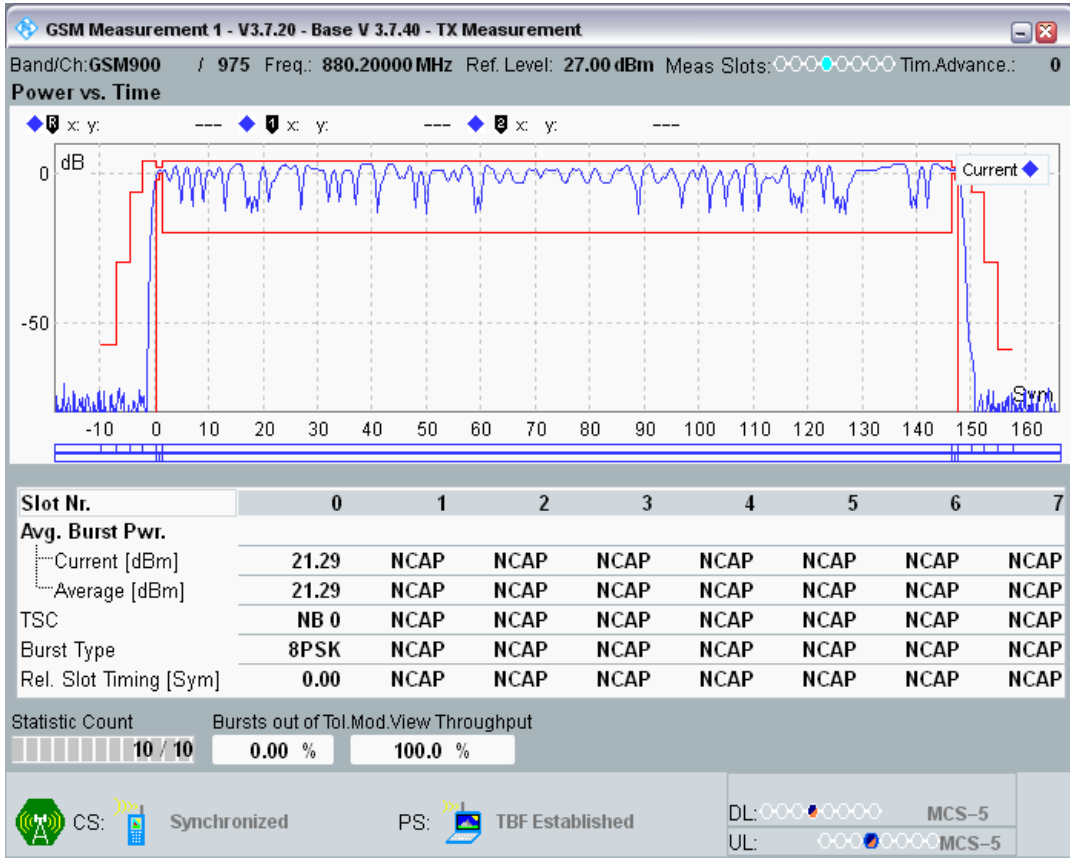 GSM Measurement 1 - V3.7.20 - Base V 3.7.40 - TX Measurement
Band/Ch:GSM900 / 975 Freq.: 880.20000 MHz Ref. Level: 27.00 dBm Meas Slots: Tim.Advance.: 0
Power vs. Time
R x: y: --- 1 x: y: --- 2 x: y: ---
dB
Current
0
-50
Sym
-10 0 10 20 30 40 50 60 70 80 90 100 110 120 130 140 150 160
Slot Nr. 0 1 2 3 4 5 6 7
Avg. Burst Pwr.
Current [dBm] 21.29 NCAP NCAP NCAP NCAP NCAP NCAP NCAP
Average [dBm] 21.29 NCAP NCAP NCAP NCAP NCAP NCAP NCAP
TSC NB 0 NCAP NCAP NCAP NCAP NCAP NCAP NCAP
Burst Type 8PSK NCAP NCAP NCAP NCAP NCAP NCAP NCAP
Rel. Slot Timing [Sym] 0.00 NCAP NCAP NCAP NCAP NCAP NCAP NCAP
Statistic Count Bursts out of Tol.Mod.View Throughput
10 / 10 0.00 % 100.0 %
CS: Synchronized PS: TBF Established DL: MCS-5
UL: MCS-5